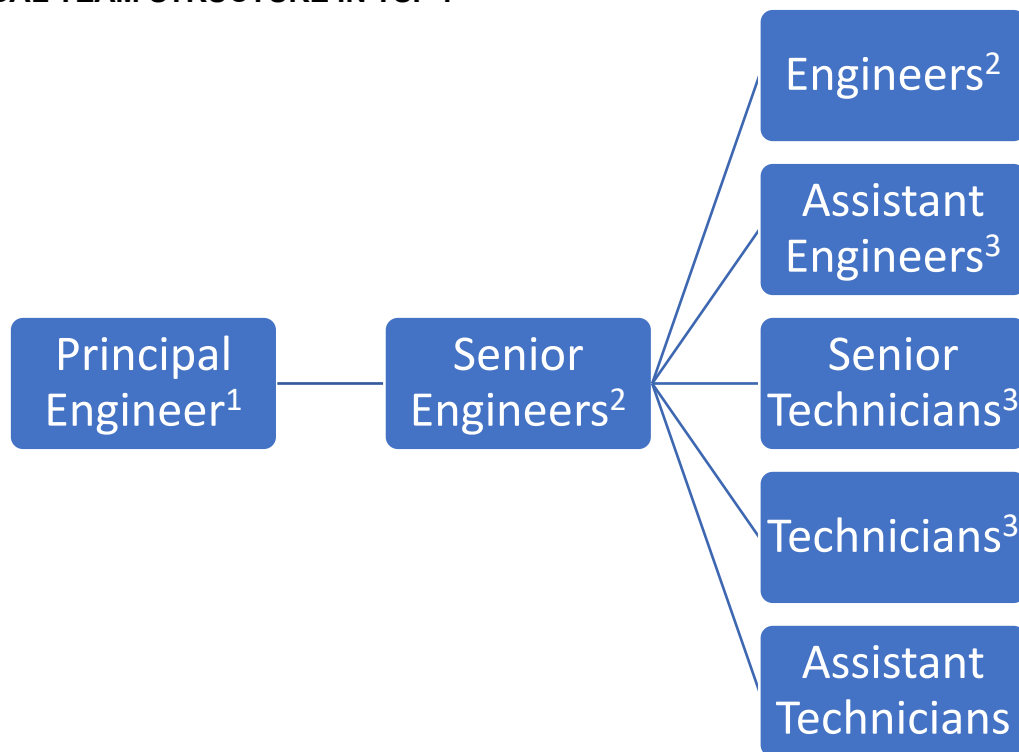 Engineers²
Assistant
Engineers³
Principal
Engineer¹
Senior
Engineers²
Senior
Technicians³
Technicians³
Assistant
Technicians